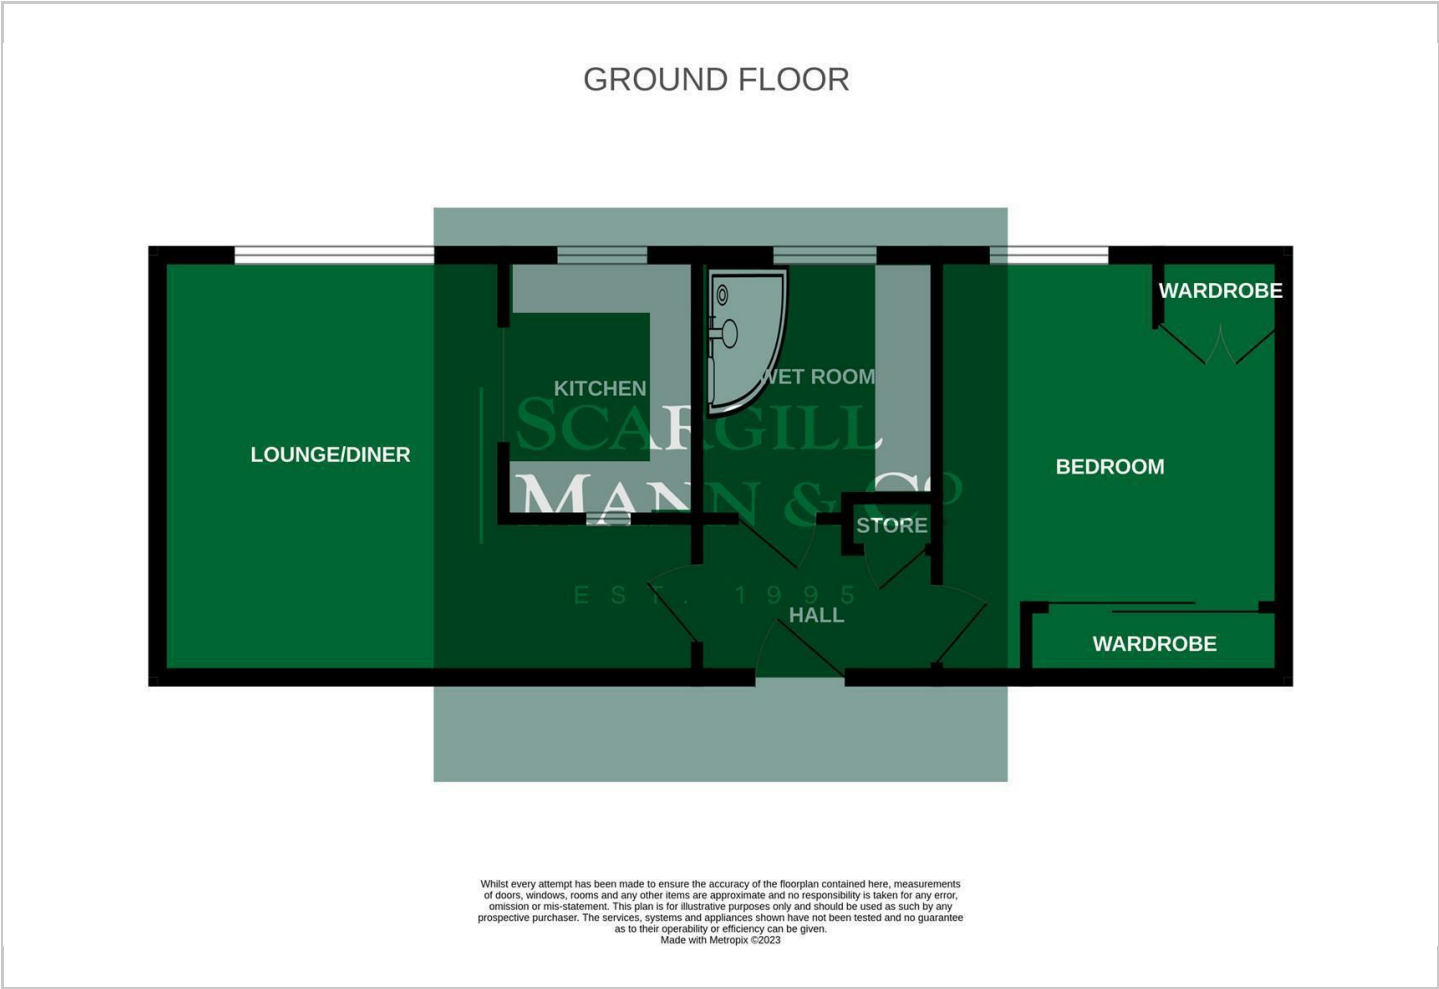 GROUND FLOOR
WARDROBE
KITCHEN
WET ROOM
SCARGILL
LOUNGE/DINER
BEDROOM
MANN & Co
STORE
EST. 1995
HALL
WARDROBE
Whilst every attempt has been made to ensure the accuracy of the floorplan contained here, measurements
of doors, windows, rooms and any other items are approximate and no responsibility is taken for any error,
omission or mis-statement. This plan is for illustrative purposes only and should be used as such by any
prospective purchaser. The services, systems and appliances shown have not been tested and no guarantee
as to their operability or efficiency can be given.
Made with Metropix ©2023